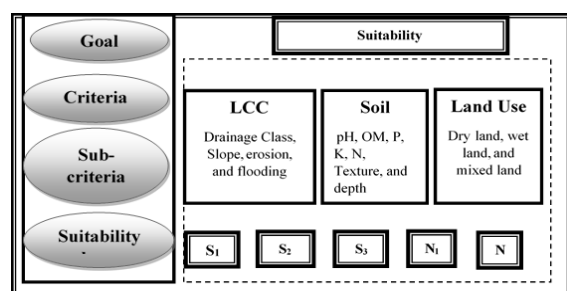 Goal
Criteria
Sub-
criteria
Suitability
Suitability
LCC
Drainage Class,
Slope, erosion,
and flooding
Soil
pH, OM, P,
K, N,
Texture, and
depth
Land Use
Dry land, wet
land, and
mixed land
S₁
S₂
S₃
N₁
N